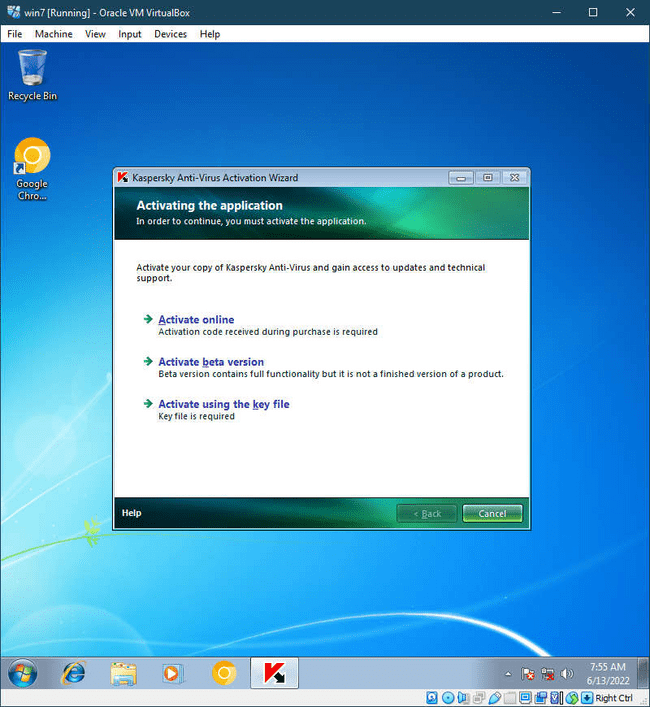 win7 [Running] - Oracle VM VirtualBox
File Machine View Input Devices Help
Recycle Bin
Google
Chro...
Kaspersky Anti-Virus Activation Wizard
Activating the application
In order to continue, you must activate the application.
Activate your copy of Kaspersky Anti-Virus and gain access to updates and technical
support.
Activate online
Activation code received during purchase is required
Activate beta version
Beta version contains full functionality but it is not a finished version of a product.
Activate using the key file
Key file is required
Help
< Back
Cancel
7:55 AM
6/13/2022
Right Ctrl